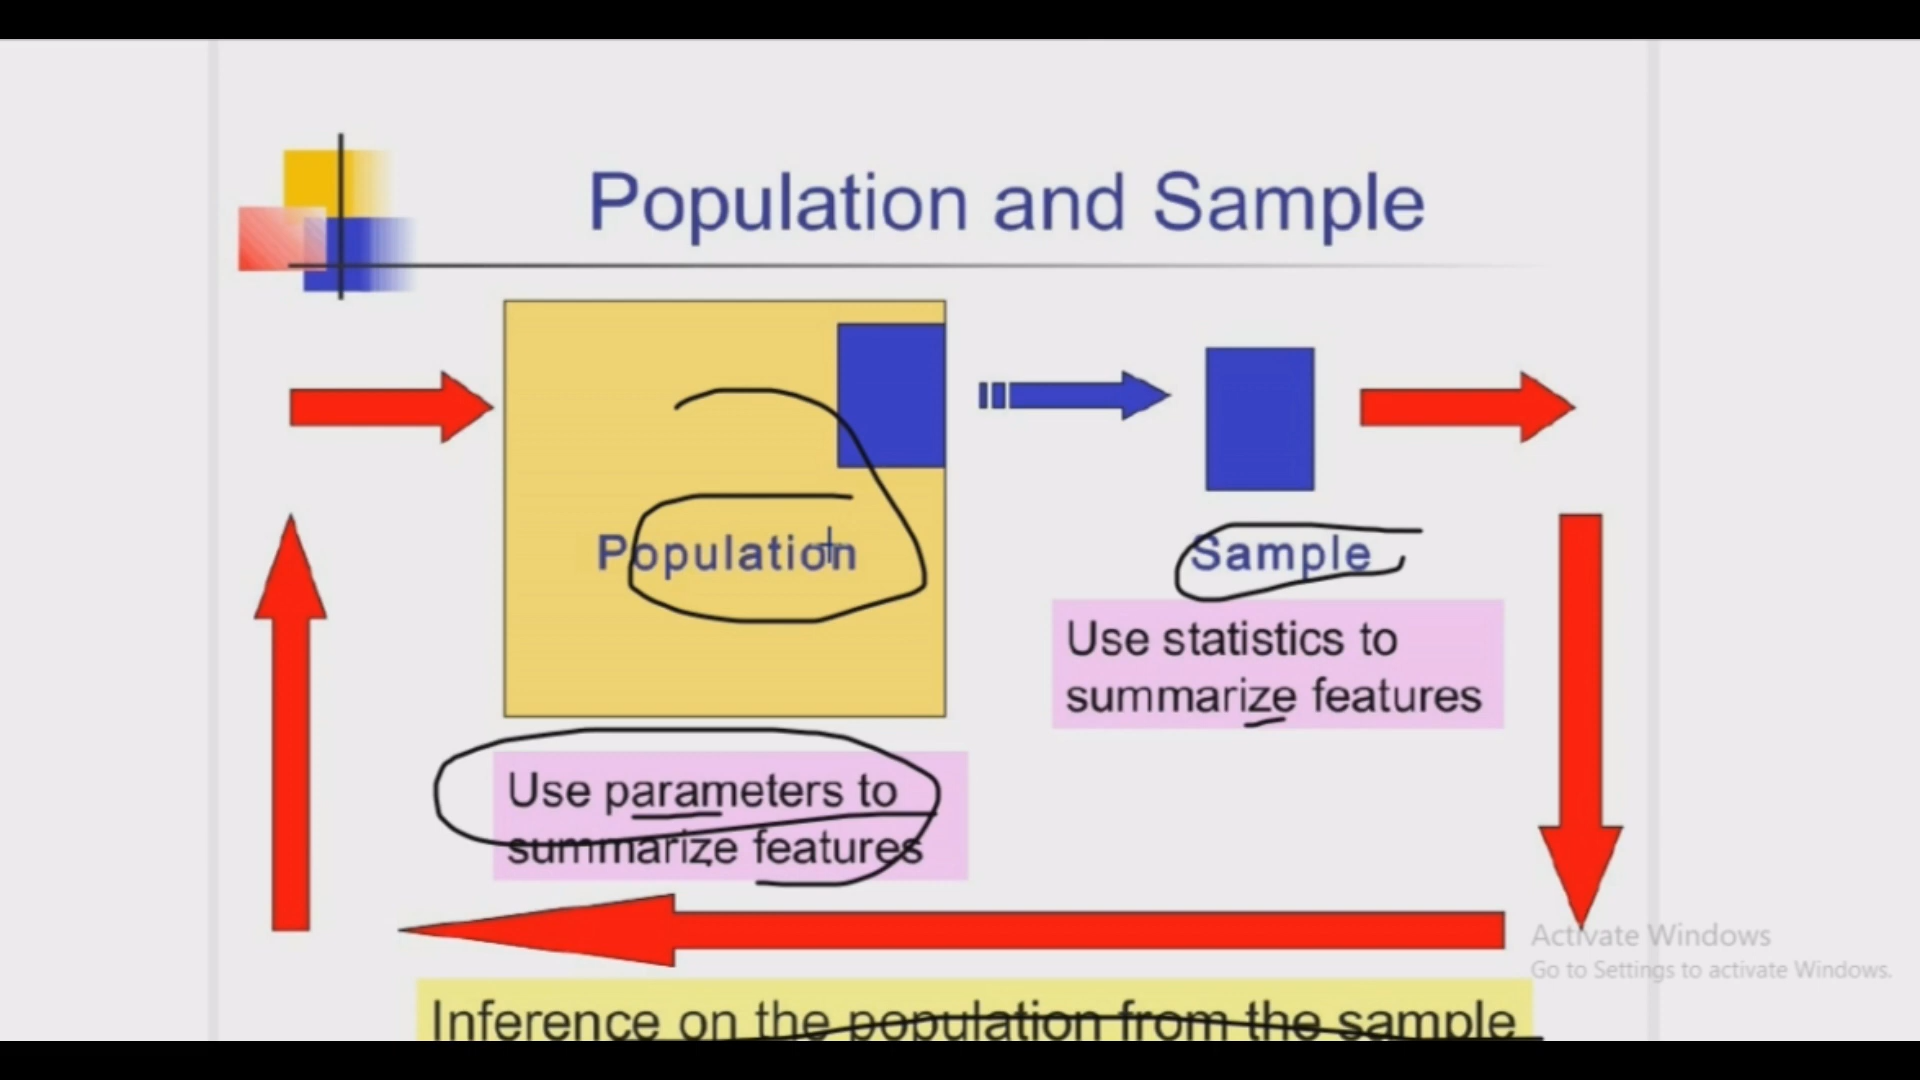 Population and Sample
Population
Sample
Use statistics to
summarize features
Use parameters to
summarize features
Inference on the population from the sample
Activate Windows
Go to Settings to activate Windows.